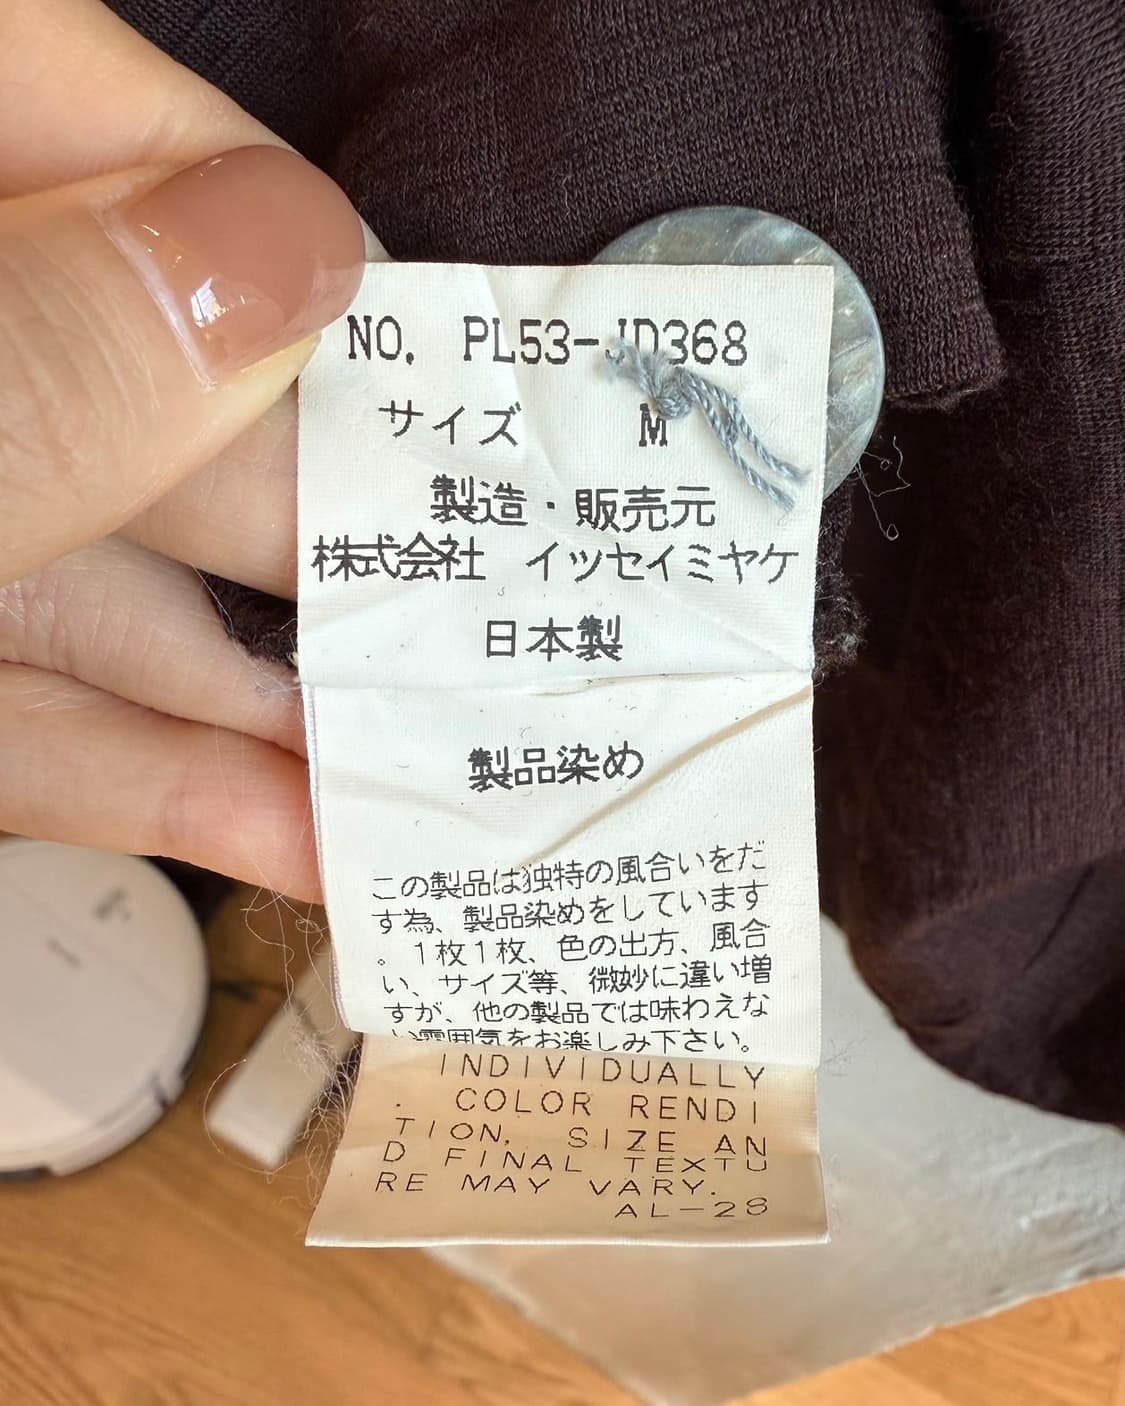 NO. PL53-JD368
サイズ M
製造・販売元
株式会社 イッセイミヤケ
日本製
製品染め
この製品は独特の風合いをだ
す為、製品染めをしています
。1枚1枚、色の出方、風合
い、サイズ等、微妙に違い増
すが、他の製品では味わえな
い雰囲気をお楽しみ下さい。
INDIVIDUALLY
. COLOR RENDI
TION, SIZE AN
D FINAL TEXTU
RE MAY VARY.
AL-28